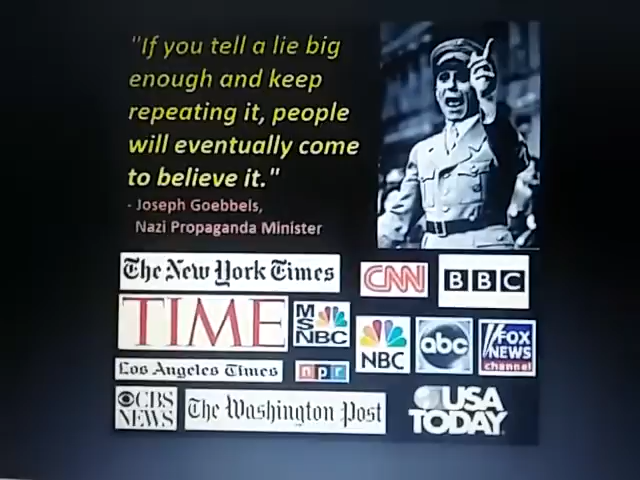 "If you tell a lie big
enough and keep
repeating it, people
will eventually come
to believe it."
- Joseph Goebbels,
Nazi Propaganda Minister
The New York Times
CNN
BBC
TIME
MSNBC
NBC
abc
FOX
NEWS
channel
Los Angeles Times
npr
CBS
NEWS
The Washington Post
USA
TODAY